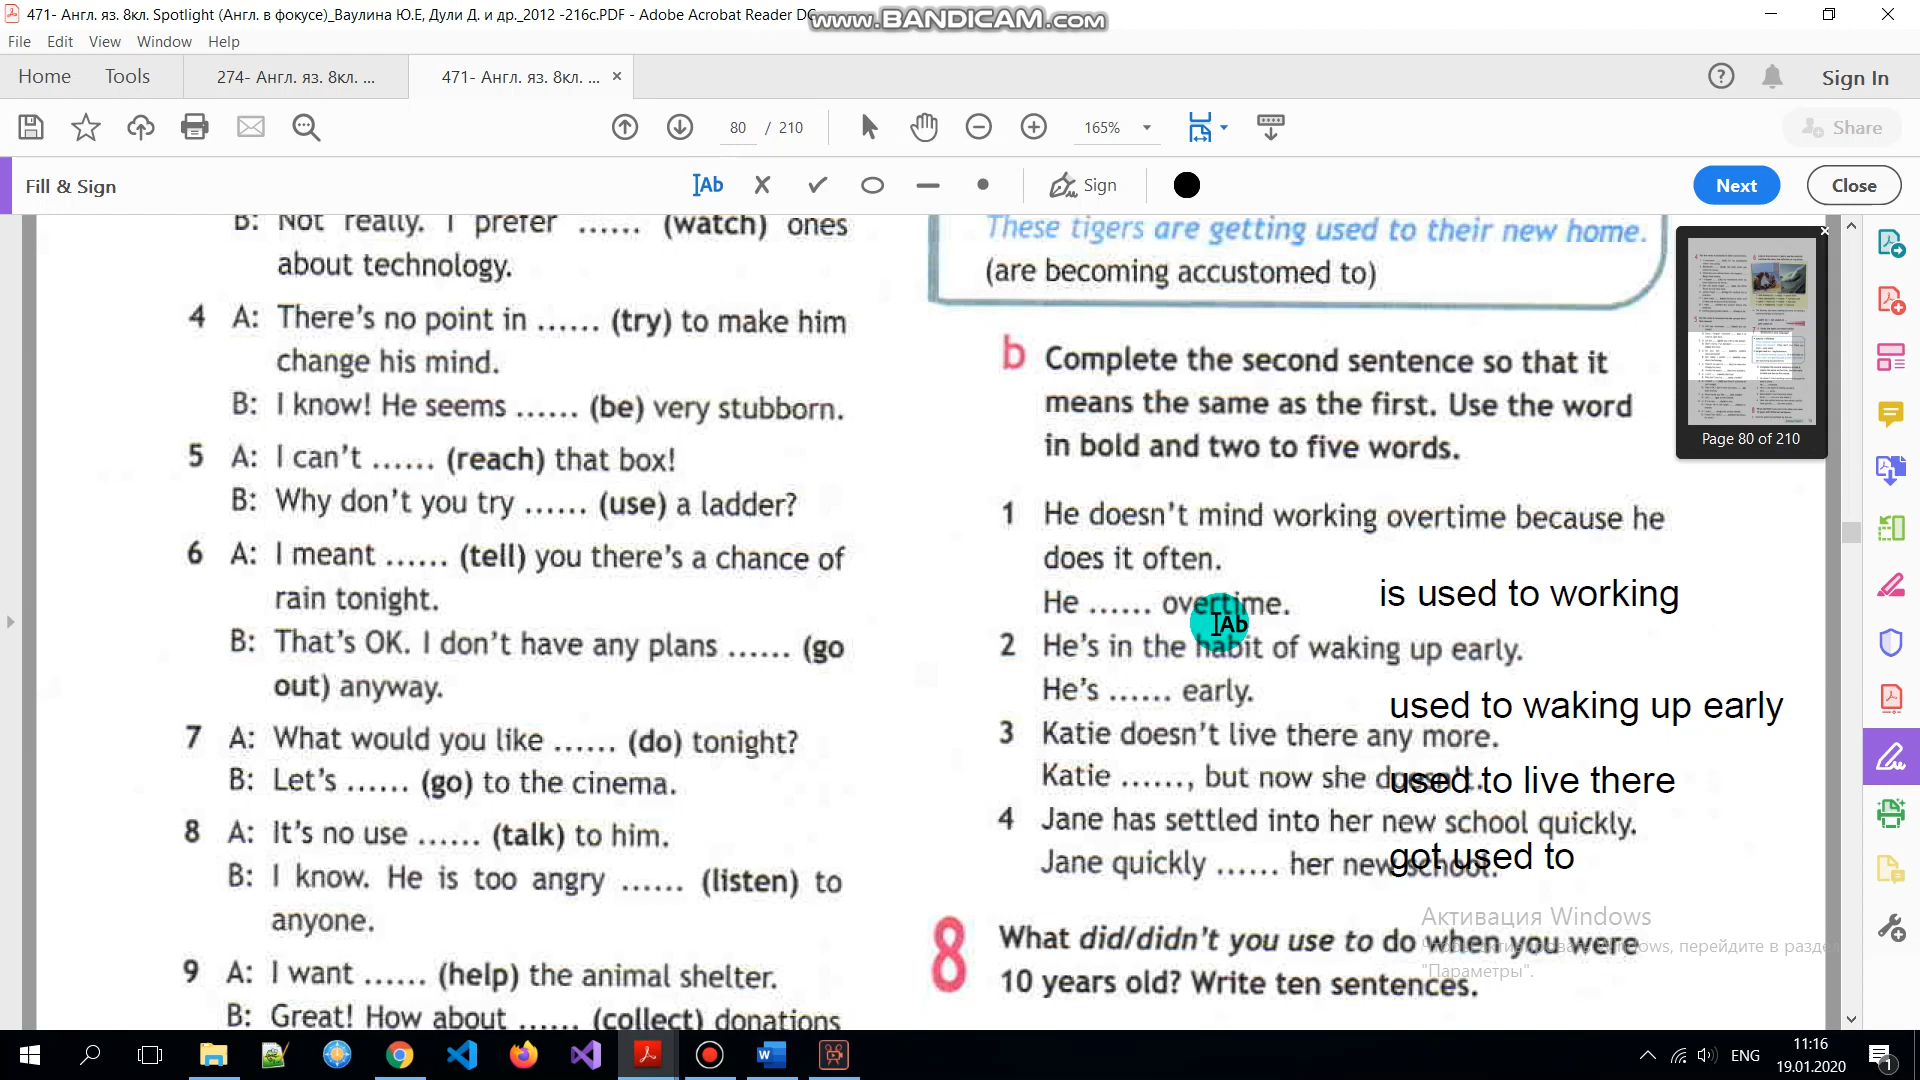 471- Англ. яз. 8кл. Spotlight (Англ. в фокусе)_Ваулина Ю.Е, Дули Д. и др._2012 -216с.PDF - Adobe Acrobat Reader DC
www.BANDICAM.com
File Edit View Window Help
Home Tools 274- Англ. яз. 8кл. ... 471- Англ. яз. 8кл. ... × Sign In
80 / 210 165% Share
Fill & Sign Ab Sign Next Close
B: Not really. I prefer ...... (watch) ones
about technology.
4 A: There's no point in ...... (try) to make him
change his mind.
B: I know! He seems ...... (be) very stubborn.
5 A: I can't ...... (reach) that box!
B: Why don't you try ...... (use) a ladder?
6 A: I meant ...... (tell) you there's a chance of
rain tonight.
B: That's OK. I don't have any plans ...... (go
out) anyway.
7 A: What would you like ...... (do) tonight?
B: Let's ...... (go) to the cinema.
8 A: It's no use ...... (talk) to him.
B: I know. He is too angry ...... (listen) to
anyone.
9 A: I want ...... (help) the animal shelter.
B: Great! How about ...... (collect) donations
These tigers are getting used to their new home.
(are becoming accustomed to)
b Complete the second sentence so that it
means the same as the first. Use the word
in bold and two to five words.
1 He doesn't mind working overtime because he
does it often.
He ...... overtime. is used to working
Ab
2 He's in the habit of waking up early.
He's ...... early. used to waking up early
3 Katie doesn't live there any more.
Katie ......, but now she doesn't. used to live there
4 Jane has settled into her new school quickly.
Jane quickly ...... her new school. got used to
8 What did/didn't you use to do when you were
10 years old? Write ten sentences.
Page 80 of 210
Активация Windows
Windows, перейдите в раздел
"Параметры".
ENG
11:16
19.01.2020
1